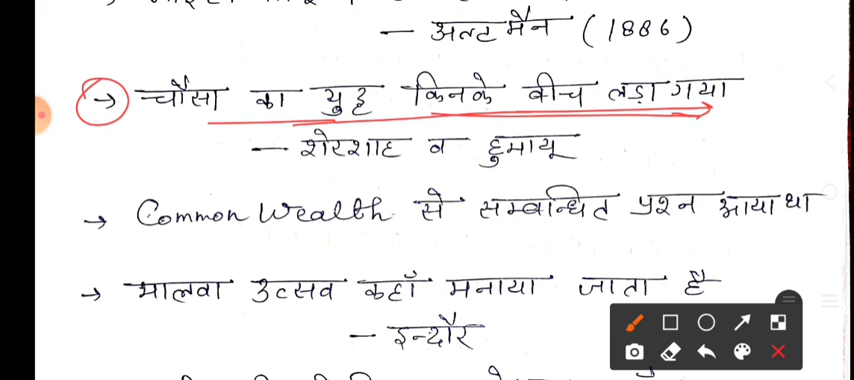 — अल्टमैन (1886)
→ चौसा का युद्ध किनके बीच लड़ा गया
— शेरशाह व हुमायू
→ Common Wealth से सम्बन्धित प्रश्न आया था
→ मालवा उत्सव कहाँ मनाया जाता है
— इन्दौर